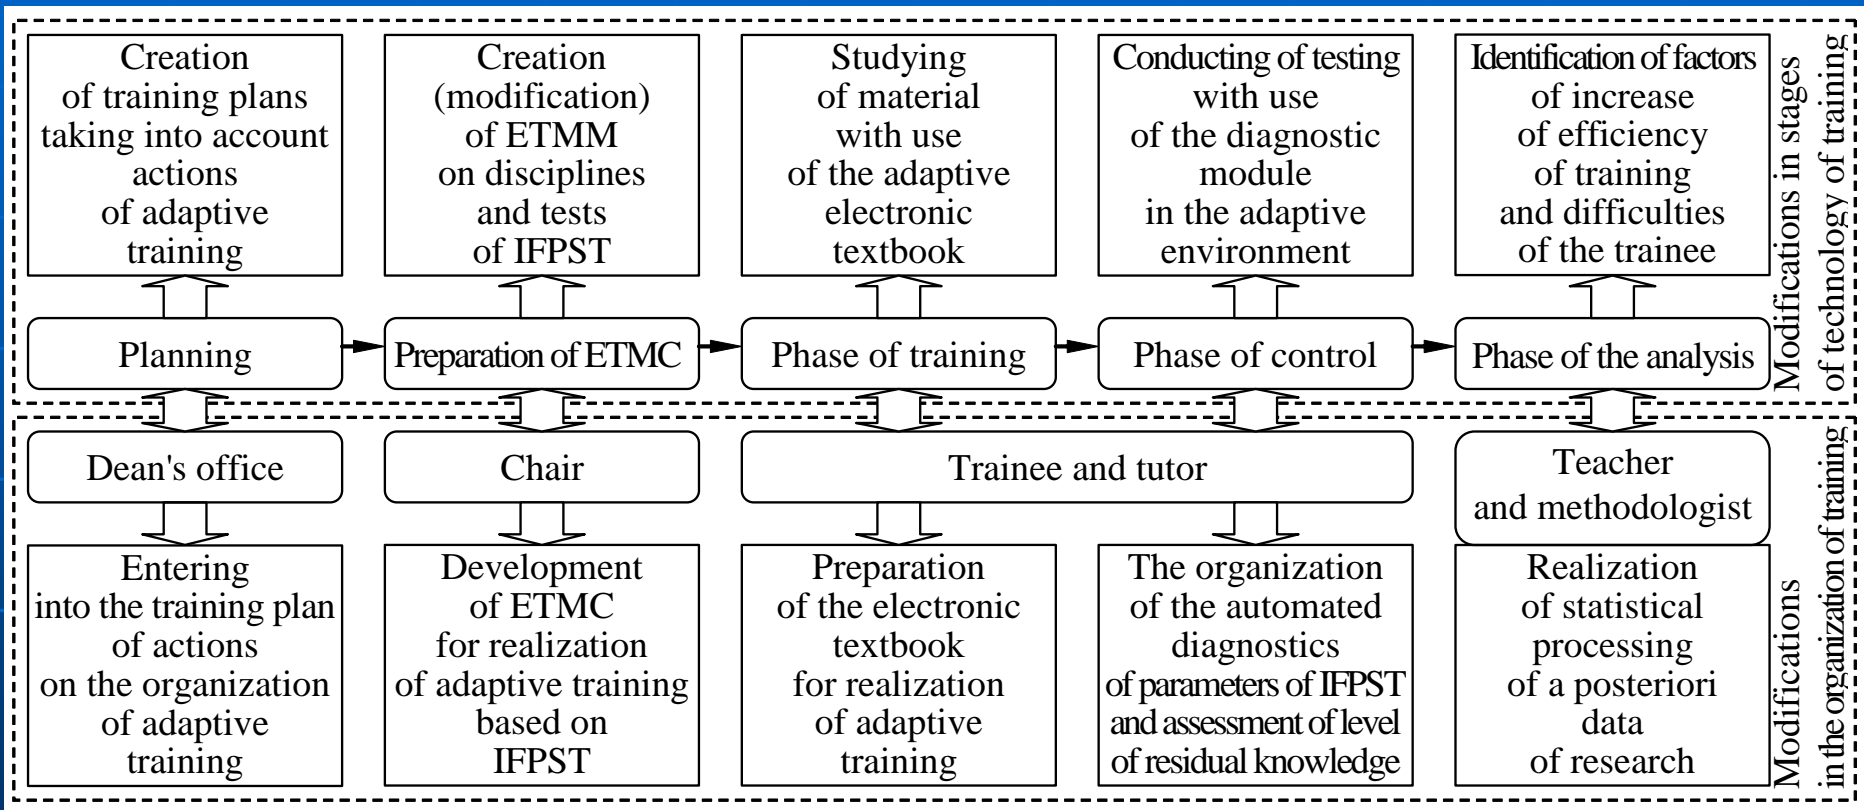 Creation
of training plans
taking into account
actions
of adaptive
training
Creation
(modification)
of ETMM
on disciplines
and tests
of IFPST
Studying
of material
with use
of the adaptive
electronic
textbook
Conducting of testing
with use
of the diagnostic
module
in the adaptive
environment
Identification of factors
of increase
of efficiency
of training
and difficulties
of the trainee
Modifications in stages
of technology of training
Planning
Preparation of ETMC
Phase of training
Phase of control
Phase of the analysis
Dean's office
Chair
Trainee and tutor
Teacher
and methodologist
Entering
into the training plan
of actions
on the organization
of adaptive
training
Development
of ETMC
for realization
of adaptive training
based on
IFPST
Preparation
of the electronic
textbook
for realization
of adaptive
training
The organization
of the automated
diagnostics
of parameters of IFPST
and assessment of level
of residual knowledge
Realization
of statistical
processing
of a posteriori
data
of research
Modifications
in the organization of training